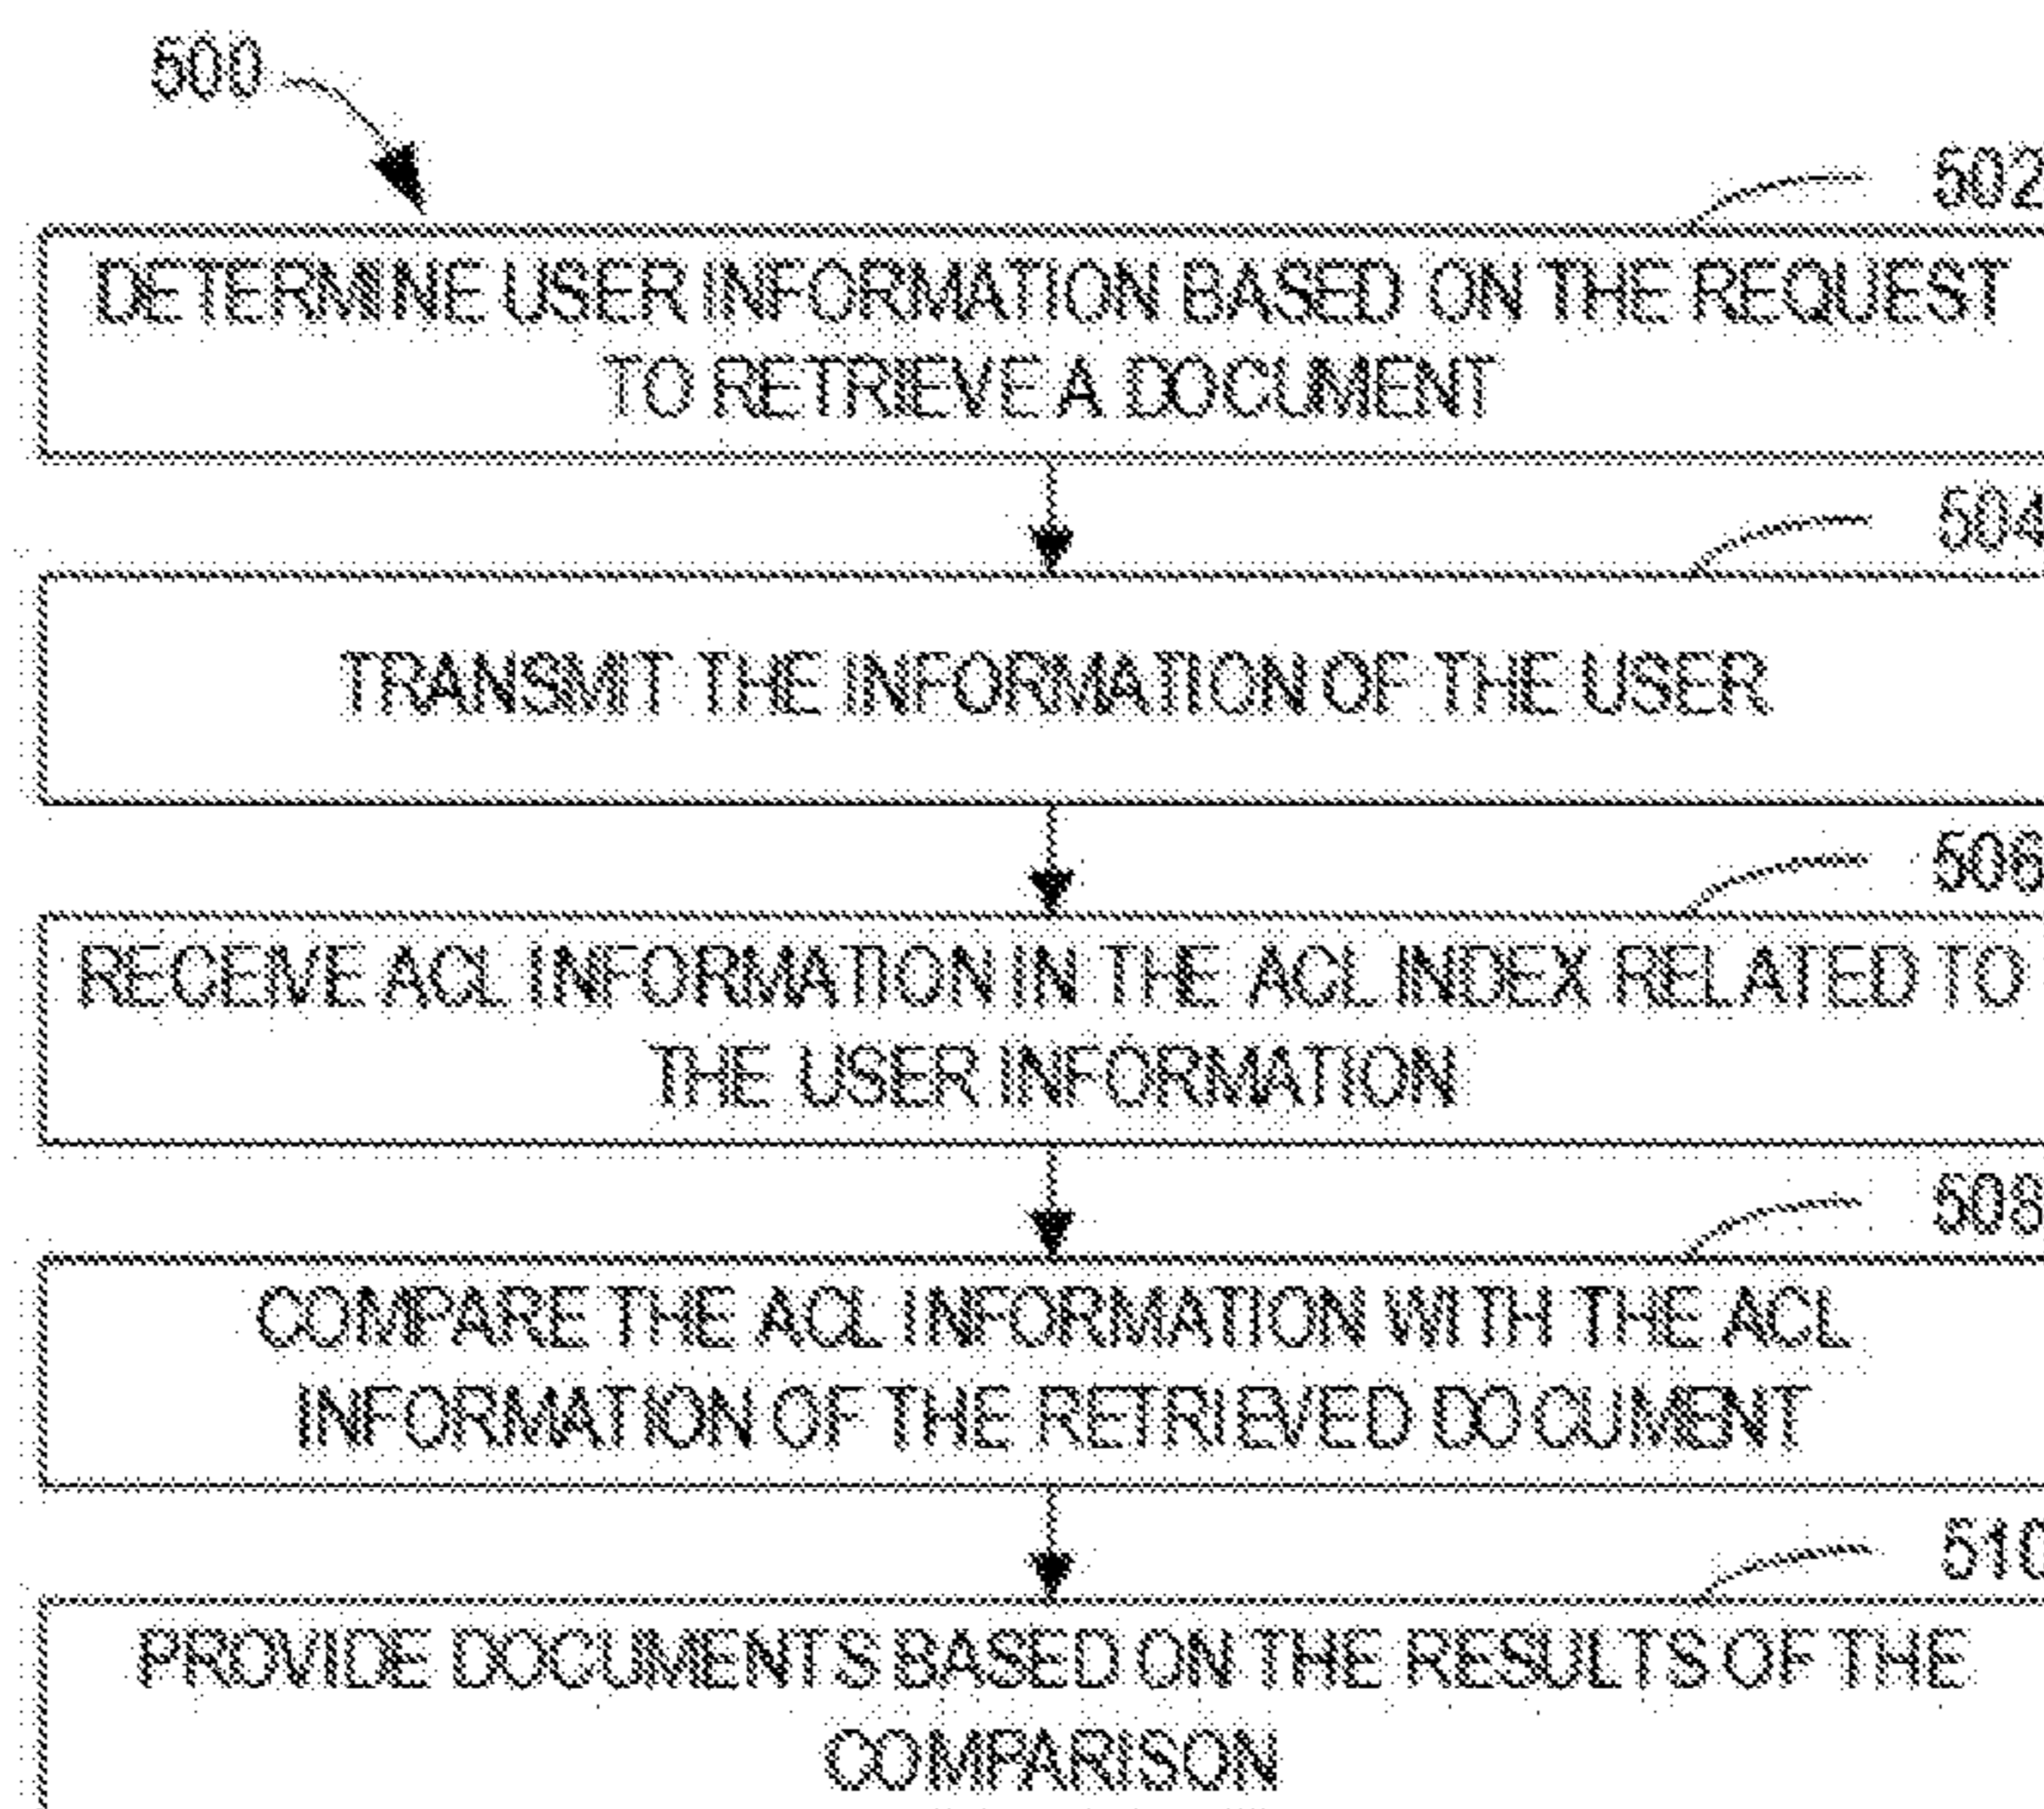 500
502
DETERMINE USER INFORMATION BASED ON THE REQUEST
TO RETRIEVE A DOCUMENT
504
TRANSMIT THE INFORMATION OF THE USER
506
RECEIVE ACL INFORMATION IN THE ACL INDEX RELATED TO
THE USER INFORMATION
508
COMPARE THE ACL INFORMATION WITH THE ACL
INFORMATION OF THE RETRIEVED DOCUMENT
510
PROVIDE DOCUMENTS BASED ON THE RESULTS OF THE
COMPARISON